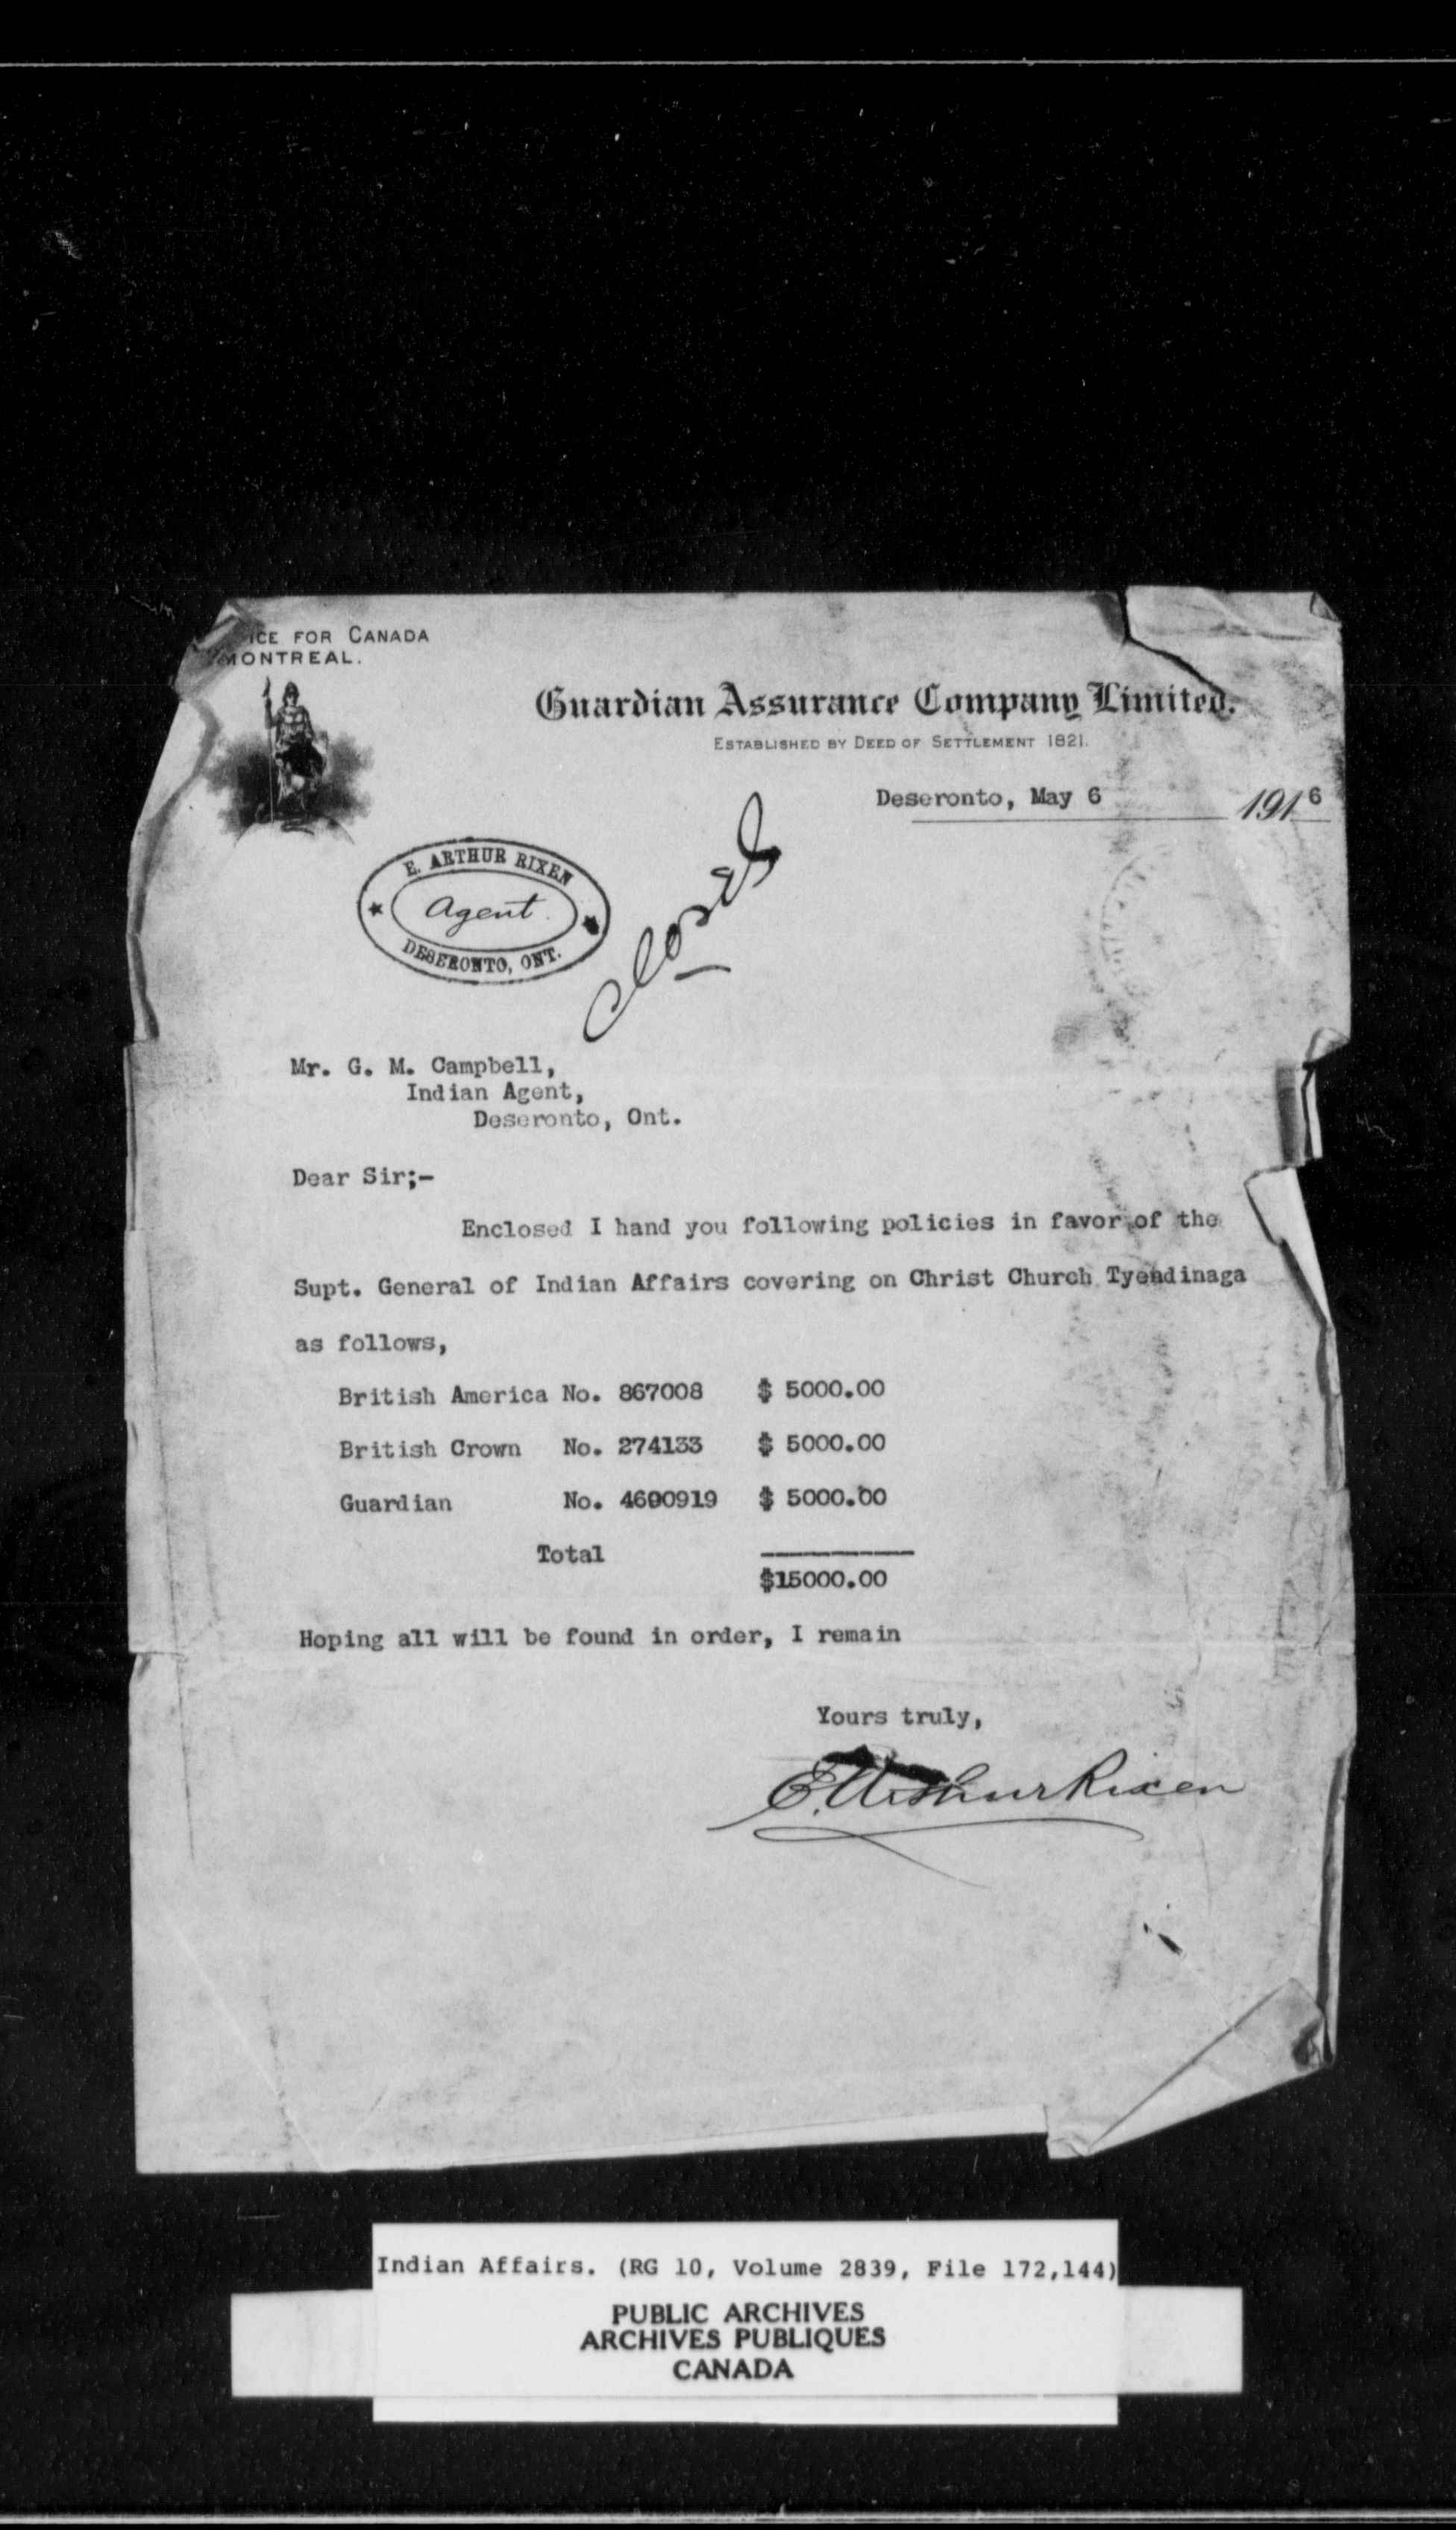 ICE FOR CANADA
MONTREAL.
Guardian Assurance Company Limited.
ESTABLISHED BY DEED OF SETTLEMENT 1821.
Deseronto, May 6 1916
E. ARTHUR RIXEN
Agent.
DESERONTO, ONT.
closed
Mr. G. M. Campbell,
Indian Agent,
Deseronto, Ont.
Dear Sir;-
Enclosed I hand you following policies in favor of the
Supt. General of Indian Affairs covering on Christ Church Tyendinaga
as follows,
British America No. 867008 $ 5000.00
British Crown No. 274133 $ 5000.00
Guardian No. 4600919 $ 5000.00
Total
$15000.00
Hoping all will be found in order, I remain
Yours truly,
E. Arthur Rixen
Indian Affairs. (RG 10, Volume 2839, File 172,144)
PUBLIC ARCHIVES
ARCHIVES PUBLIQUES
CANADA